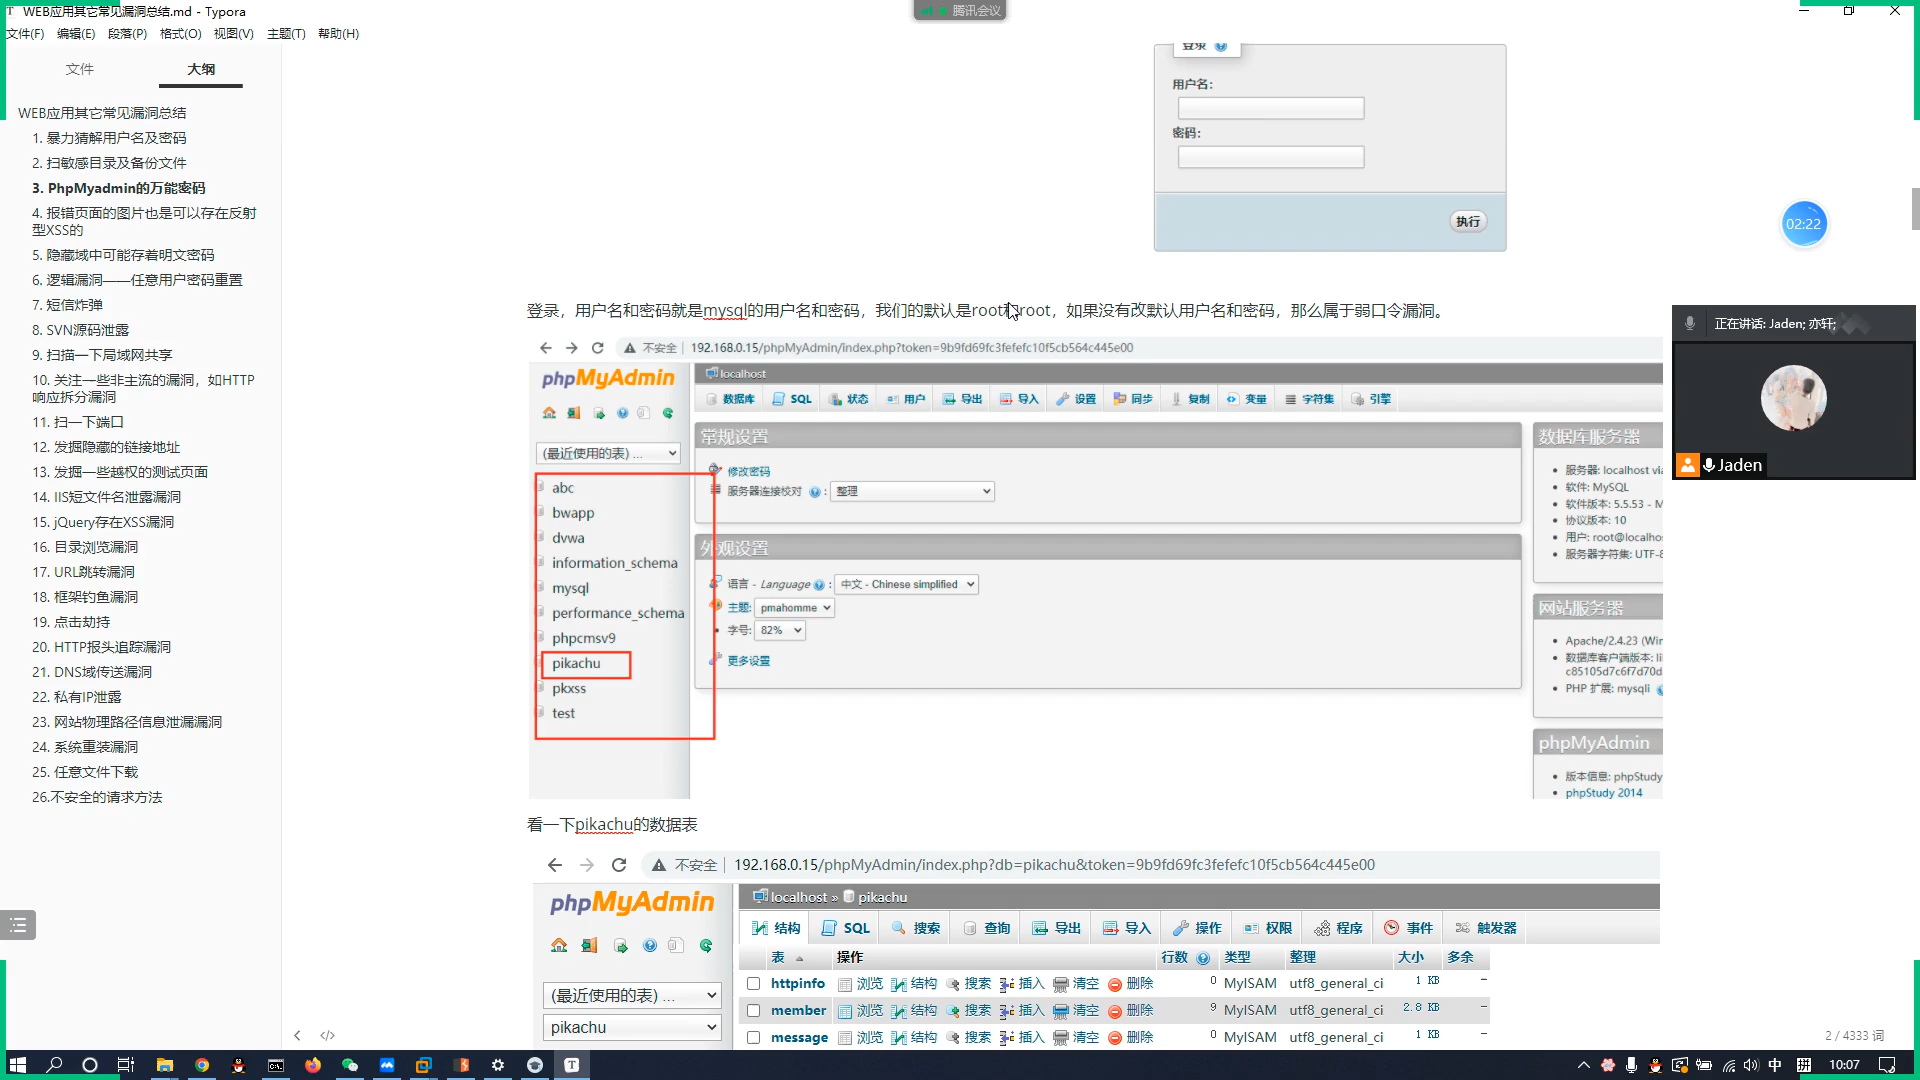 WEB应用其它常见漏洞总结.md - Typora
腾讯会议
文件(F) 编辑(E) 段落(P) 格式(O) 视图(V) 主题(T) 帮助(H)
文件 大纲
WEB应用其它常见漏洞总结
1. 暴力猜解用户名及密码
2. 扫敏感目录及备份文件
3. PhpMyadmin的万能密码
4. 报错页面的图片也是可以存在反射
型XSS的
5. 隐藏域中可能存着明文密码
6. 逻辑漏洞——任意用户密码重置
7. 短信炸弹
8. SVN源码泄露
9. 扫描一下局域网共享
10. 关注一些非主流的漏洞，如HTTP
响应拆分漏洞
11. 扫一下端口
12. 发掘隐藏的链接地址
13. 发掘一些越权的测试页面
14. IIS短文件名泄露漏洞
15. jQuery存在XSS漏洞
16. 目录浏览漏洞
17. URL跳转漏洞
18. 框架钓鱼漏洞
19. 点击劫持
20. HTTP报头追踪漏洞
21. DNS域传送漏洞
22. 私有IP泄露
23. 网站物理路径信息泄漏漏洞
24. 系统重装漏洞
25. 任意文件下载
26.不安全的请求方法
登录
用户名:
密码:
执行
02:22
正在讲话: Jaden; 亦轩;
Jaden
登录，用户名和密码就是mysql的用户名和密码，我们的默认是root和root，如果没有改默认用户名和密码，那么属于弱口令漏洞。
不安全 192.168.0.15/phpMyAdmin/index.php?token=9b9fd69fc3fefefc10f5cb564c445e00
phpMyAdmin
localhost
数据库 SQL 状态 用户 导出 导入 设置 同步 复制 变量 字符集 引擎
(最近使用的表) ...
abc
bwapp
dvwa
information_schema
mysql
performance_schema
phpcmsv9
pikachu
pkxss
test
常规设置
修改密码
服务器连接校对 : 整理
外观设置
语言 - Language : 中文 - Chinese simplified
主题: pmahomme
字号: 82%
更多设置
数据库服务器
服务器: localhost via
软件: MySQL
软件版本: 5.5.53 - M
协议版本: 10
用户: root@localhos
服务器字符集: UTF-8
网站服务器
Apache/2.4.23 (Win
数据库客户端版本: li
c85105d7c6f7d70d
PHP 扩展: mysqli
phpMyAdmin
版本信息: phpStudy
phpStudy 2014
看一下pikachu的数据表
不安全 192.168.0.15/phpMyAdmin/index.php?db=pikachu&token=9b9fd69fc3fefefc10f5cb564c445e00
phpMyAdmin
localhost » pikachu
结构 SQL 搜索 查询 导出 导入 操作 权限 程序 事件 触发器
(最近使用的表) ...
pikachu
表 操作 行数 类型 整理 大小 多余
httpinfo 浏览 结构 搜索 插入 清空 删除 0 MyISAM utf8_general_ci 1 KB -
member 浏览 结构 搜索 插入 清空 删除 9 MyISAM utf8_general_ci 2.8 KB -
message 浏览 结构 搜索 插入 清空 删除 0 MyISAM utf8_general_ci 1 KB -
2 / 4333 词
中 拼 10:07